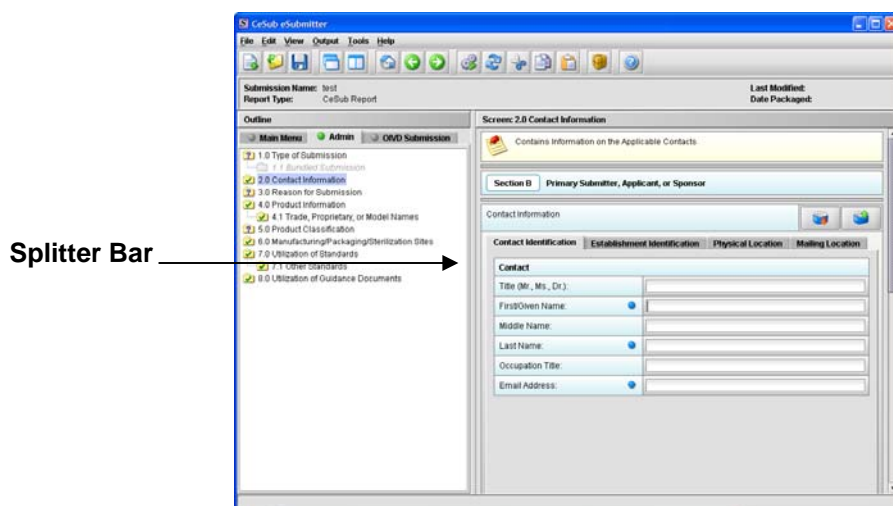 CeSub eSubmitter
File Edit View Output Tools Help
Submission Name: test
Last Modified:
Report Type: CeSub Report
Date Packaged:
Outline
Main Menu Admin OIVD Submission
1.0 Type of Submission
1.1 Bundled Submission
2.0 Contact Information
3.0 Reason for Submission
4.0 Product Information
4.1 Trade, Proprietary, or Model Names
5.0 Product Classification
6.0 Manufacturing/Packaging/Sterilization Sites
7.0 Utilization of Standards
7.1 Other Standards
8.0 Utilization of Guidance Documents
Splitter Bar
Screen: 2.0 Contact Information
Contains Information on the Applicable Contacts
Section B Primary Submitter, Applicant, or Sponsor
Contact Information
Contact Identification Establishment Identification Physical Location Mailing Location
Contact
Title (Mr., Ms., Dr.):
First/Given Name:
Middle Name:
Last Name:
Occupation Title:
Email Address: